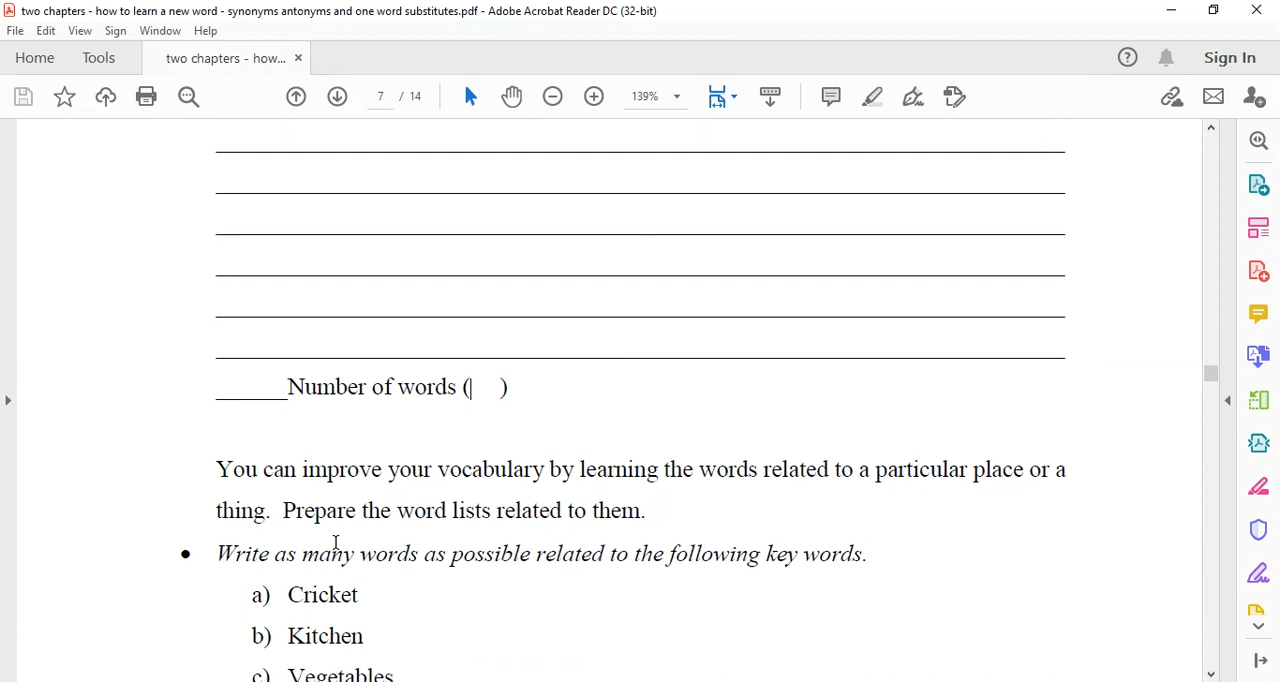 two chapters - how to learn a new word - synonyms antonyms and one word substitutes.pdf - Adobe Acrobat Reader DC (32-bit)
File Edit View Sign Window Help
Home Tools two chapters - how... × Sign In
7 / 14 139%
______Number of words (    )
You can improve your vocabulary by learning the words related to a particular place or a
thing. Prepare the word lists related to them.
• Write as many words as possible related to the following key words.
a) Cricket
b) Kitchen
c) Vegetables